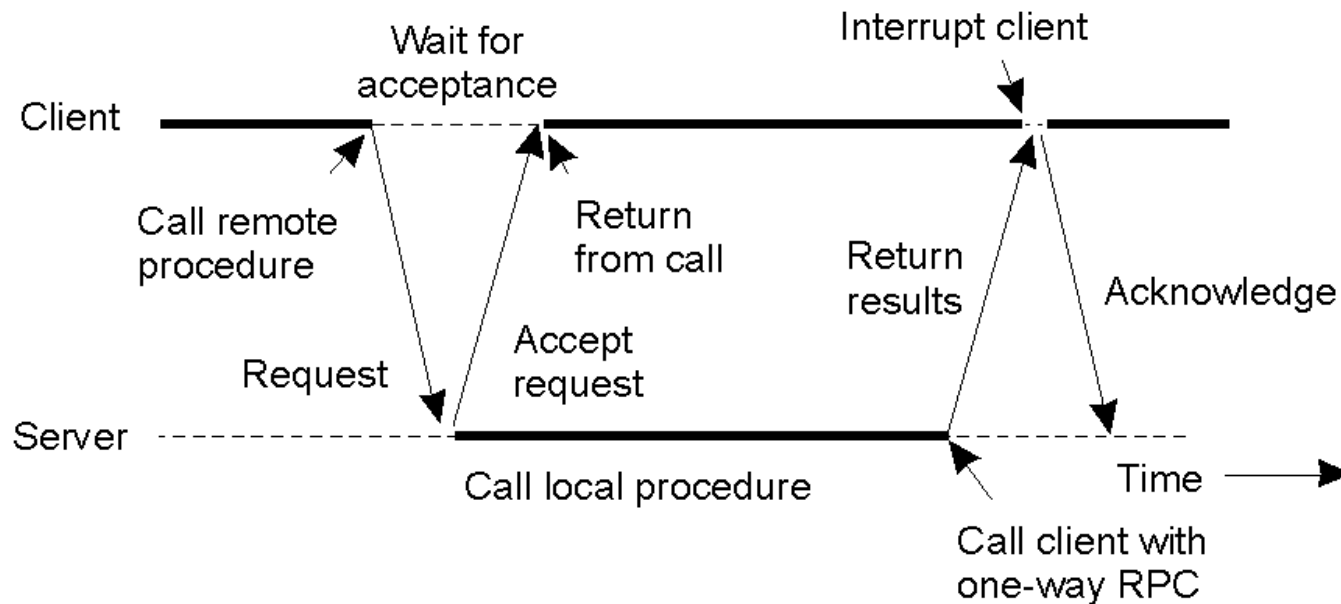 Interrupt client
Wait for
acceptance
Client
Call remote
procedure
Return
from call
Return
results
Acknowledge
Request
Accept
request
Server
Call local procedure
Time
Call client with
one-way RPC